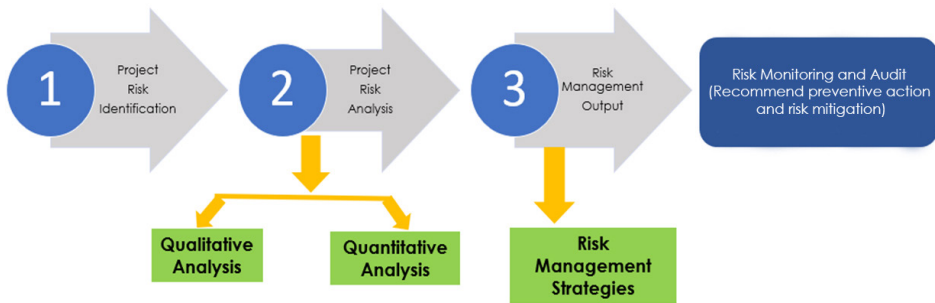 1
Project
Risk
Identification
2
Project
Risk
Analysis
3
Risk
Management
Output
Risk Monitoring and Audit
(Recommend preventive action
and risk mitigation)
Qualitative
Analysis
Quantitative
Analysis
Risk
Management
Strategies